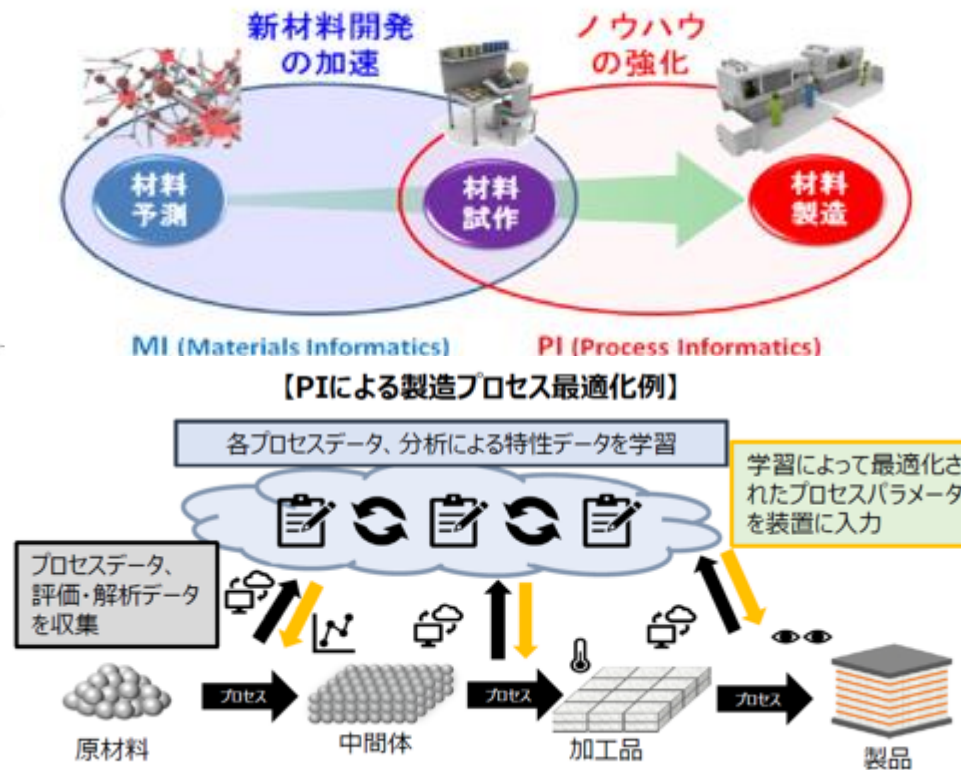 新材料開発
の加速
ノウハウ
の強化
材料
予測
材料
試作
材料
製造
MI (Materials Informatics)
PI (Process Informatics)
【PIによる製造プロセス最適化例】
各プロセスデータ、分析による特性データを学習
学習によって最適化さ
れたプロセスパラメータ
を装置に入力
プロセスデータ、
評価・解析データ
を収集
プロセス
プロセス
プロセス
原材料
中間体
加工品
製品